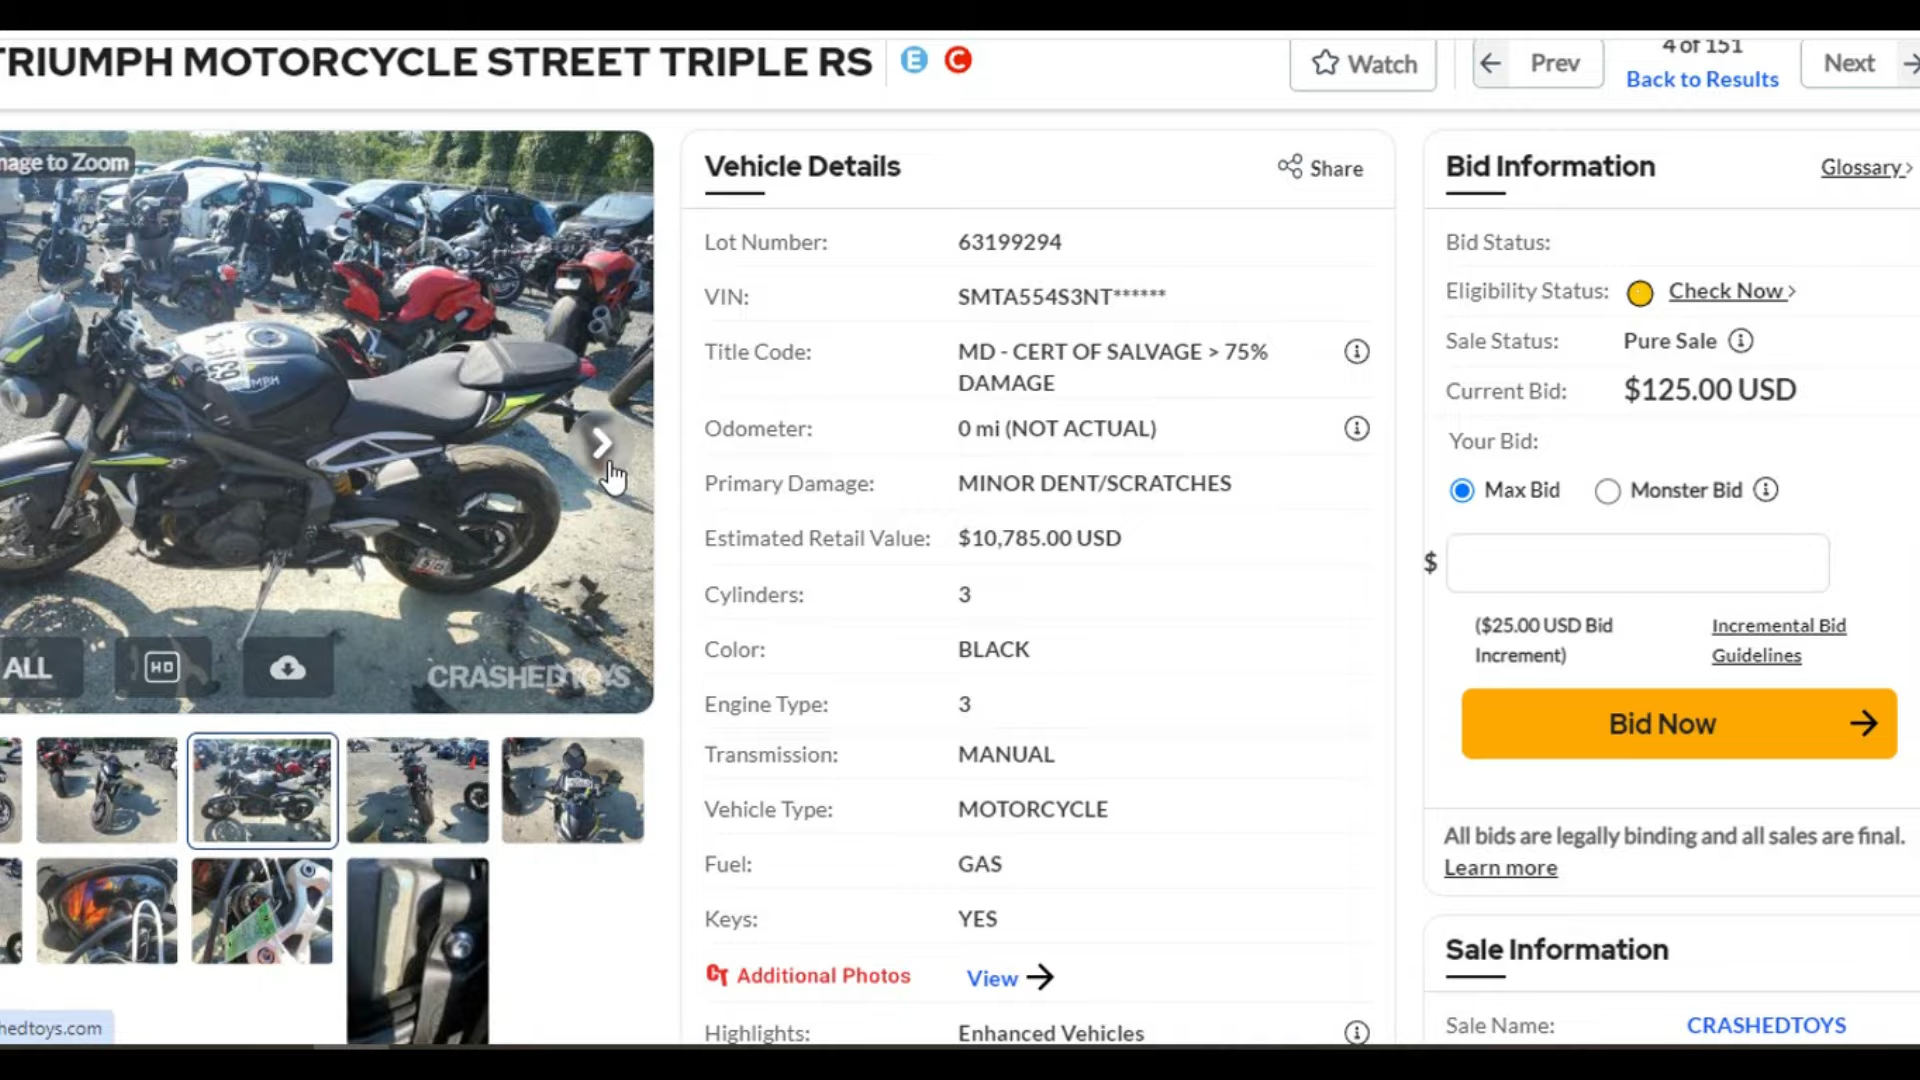 TRIUMPH MOTORCYCLE STREET TRIPLE RS E C
Watch
Prev
4 of 151
Back to Results
Next
mage to Zoom
ALL
HD
CRASHEDTOYS
hedtoys.com
Vehicle Details
Share
Lot Number: 63199294
VIN: SMTA554S3NT******
Title Code: MD - CERT OF SALVAGE > 75%
DAMAGE
Odometer: 0 mi (NOT ACTUAL)
Primary Damage: MINOR DENT/SCRATCHES
Estimated Retail Value: $10,785.00 USD
Cylinders: 3
Color: BLACK
Engine Type: 3
Transmission: MANUAL
Vehicle Type: MOTORCYCLE
Fuel: GAS
Keys: YES
CT Additional Photos View
Highlights: Enhanced Vehicles
Bid Information
Glossary
Bid Status:
Eligibility Status: Check Now
Sale Status: Pure Sale
Current Bid: $125.00 USD
Your Bid:
Max Bid Monster Bid
$
($25.00 USD Bid
Increment)
Incremental Bid
Guidelines
Bid Now
All bids are legally binding and all sales are final.
Learn more
Sale Information
Sale Name: CRASHEDTOYS